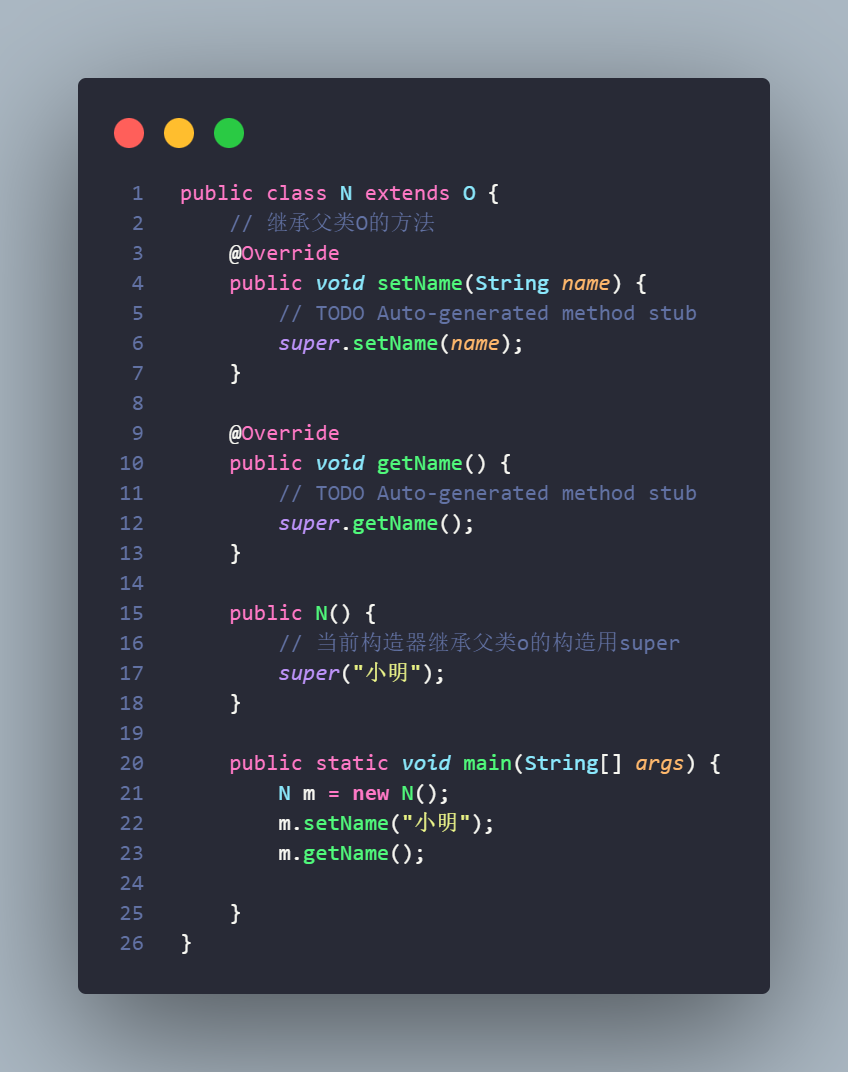 1 public class N extends O {
2 // 继承父类O的方法
3 @Override
4 public void setName(String name) {
5 // TODO Auto-generated method stub
6 super.setName(name);
7 }
8
9 @Override
10 public void getName() {
11 // TODO Auto-generated method stub
12 super.getName();
13 }
14
15 public N() {
16 // 当前构造器继承父类o的构造用super
17 super("小明");
18 }
19
20 public static void main(String[] args) {
21 N m = new N();
22 m.setName("小明");
23 m.getName();
24
25 }
26 }